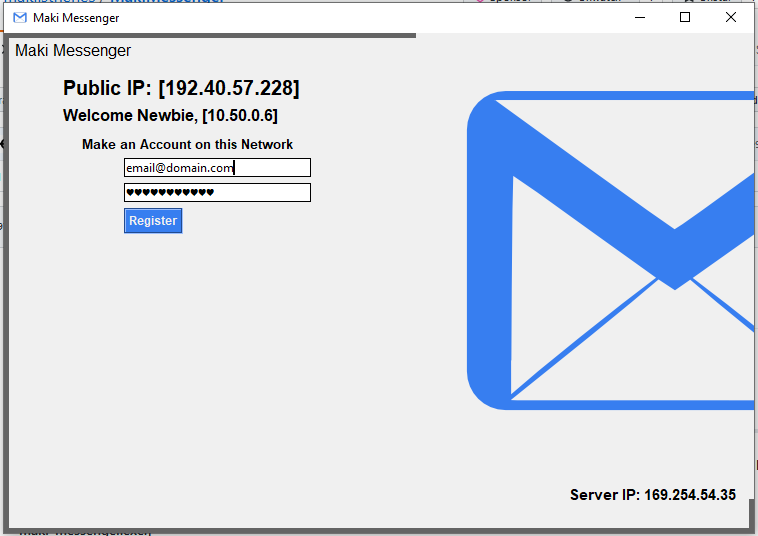 Maki Messenger
Maki Messenger
Public IP: [192.40.57.228]
Welcome Newbie, [10.50.0.6]
Make an Account on this Network
email@domain.com
♥♥♥♥♥♥♥♥♥♥♥
Register
Server IP: 169.254.54.35